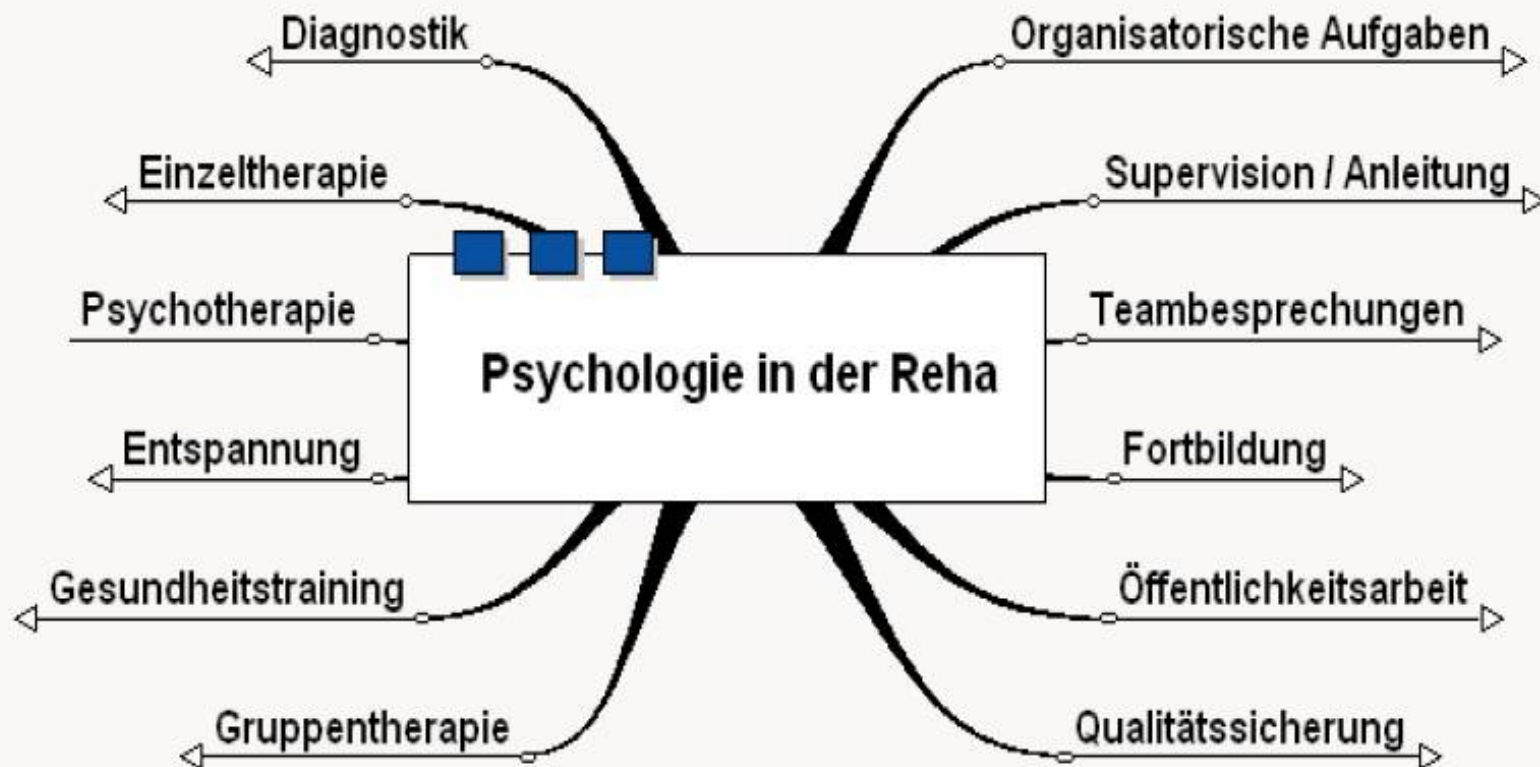 Diagnostik
Einzeltherapie
Psychotherapie
Entspannung
Gesundheitstraining
Gruppentherapie
Psychologie in der Reha
Organisatorische Aufgaben
Supervision / Anleitung
Teambesprechungen
Fortbildung
Öffentlichkeitsarbeit
Qualitätssicherung